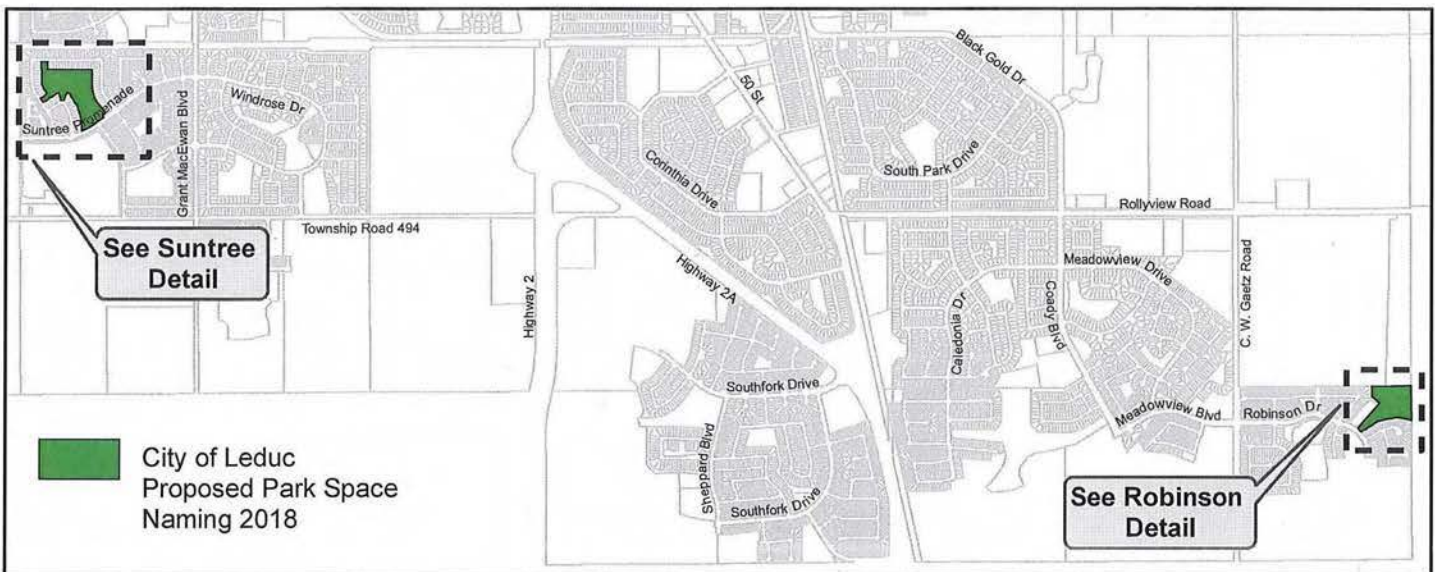 Black Gold Dr
50 St
Windrose Dr
Suntree Promenade
Grant MacEwan Blvd
Corinthia Drive
South Park Drive
Rollyview Road
Township Road 494
See Suntree
Detail
Highway 2A
Meadowview Drive
Highway 2
Coady Blvd
C. W. Gaetz Road
Caledonia Dr
Southfork Drive
Meadowview Blvd
Robinson Dr
Sheppard Blvd
City of Leduc
Proposed Park Space
Naming 2018
Southfork Drive
See Robinson
Detail